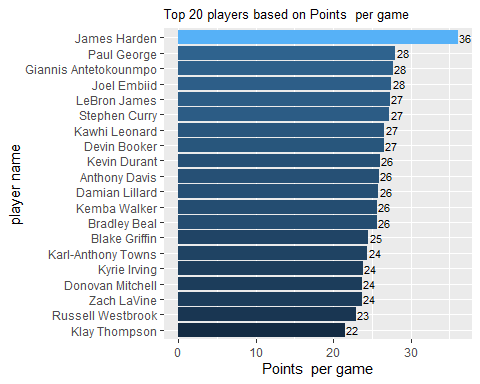 Top 20 players based on Points  per game
James Harden 36
Paul George 28
Giannis Antetokounmpo 28
Joel Embiid 28
LeBron James 27
Stephen Curry 27
Kawhi Leonard 27
Devin Booker 27
Kevin Durant 26
Anthony Davis 26
Damian Lillard 26
Kemba Walker 26
Bradley Beal 26
Blake Griffin 25
Karl-Anthony Towns 24
Kyrie Irving 24
Donovan Mitchell 24
Zach LaVine 24
Russell Westbrook 23
Klay Thompson 22
0 10 20 30
Points  per game
player name